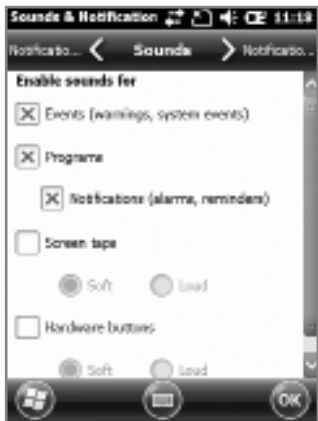 Sounds & Notification 11:18
Notificatio... Sounds Notificatio...
Enable sounds for
Events (warnings, system events)
Programs
Notifications (alarms, reminders)
Screen taps
Soft Loud
Hardware buttons
Soft Loud
OK